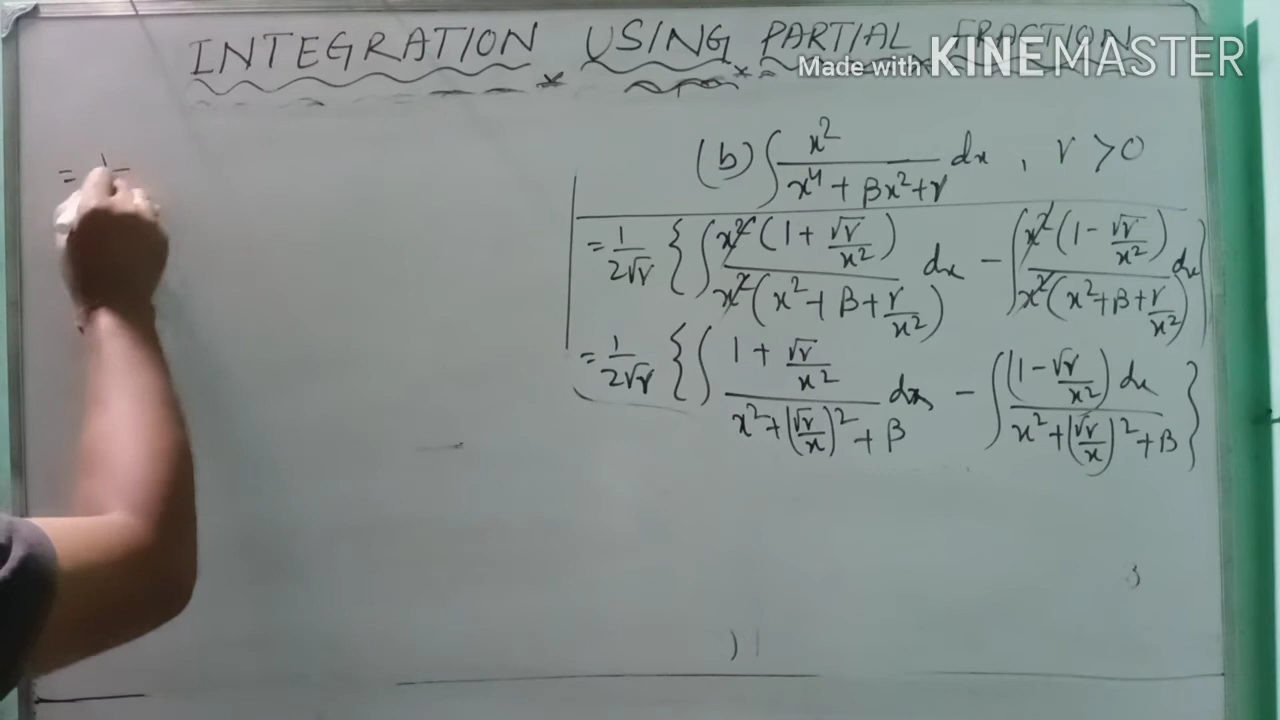 INTEGRATION USING PARTIAL FRACTION
Made with KINEMASTER
(b) ∫ x² / (x⁴ + βx² + γ) dx , γ > 0
= 1/(2√γ) { ∫ x²(1 + √γ/x²) / x²(x² + β + γ/x²) dx − ∫ x²(1 − √γ/x²) / x²(x² + β + γ/x²) dx }
= 1/(2√γ) { ∫ (1 + √γ/x²) / (x² + (√γ/x)² + β) dx − ∫ (1 − √γ/x²) dx / (x² + (√γ/x)² + β) }
=